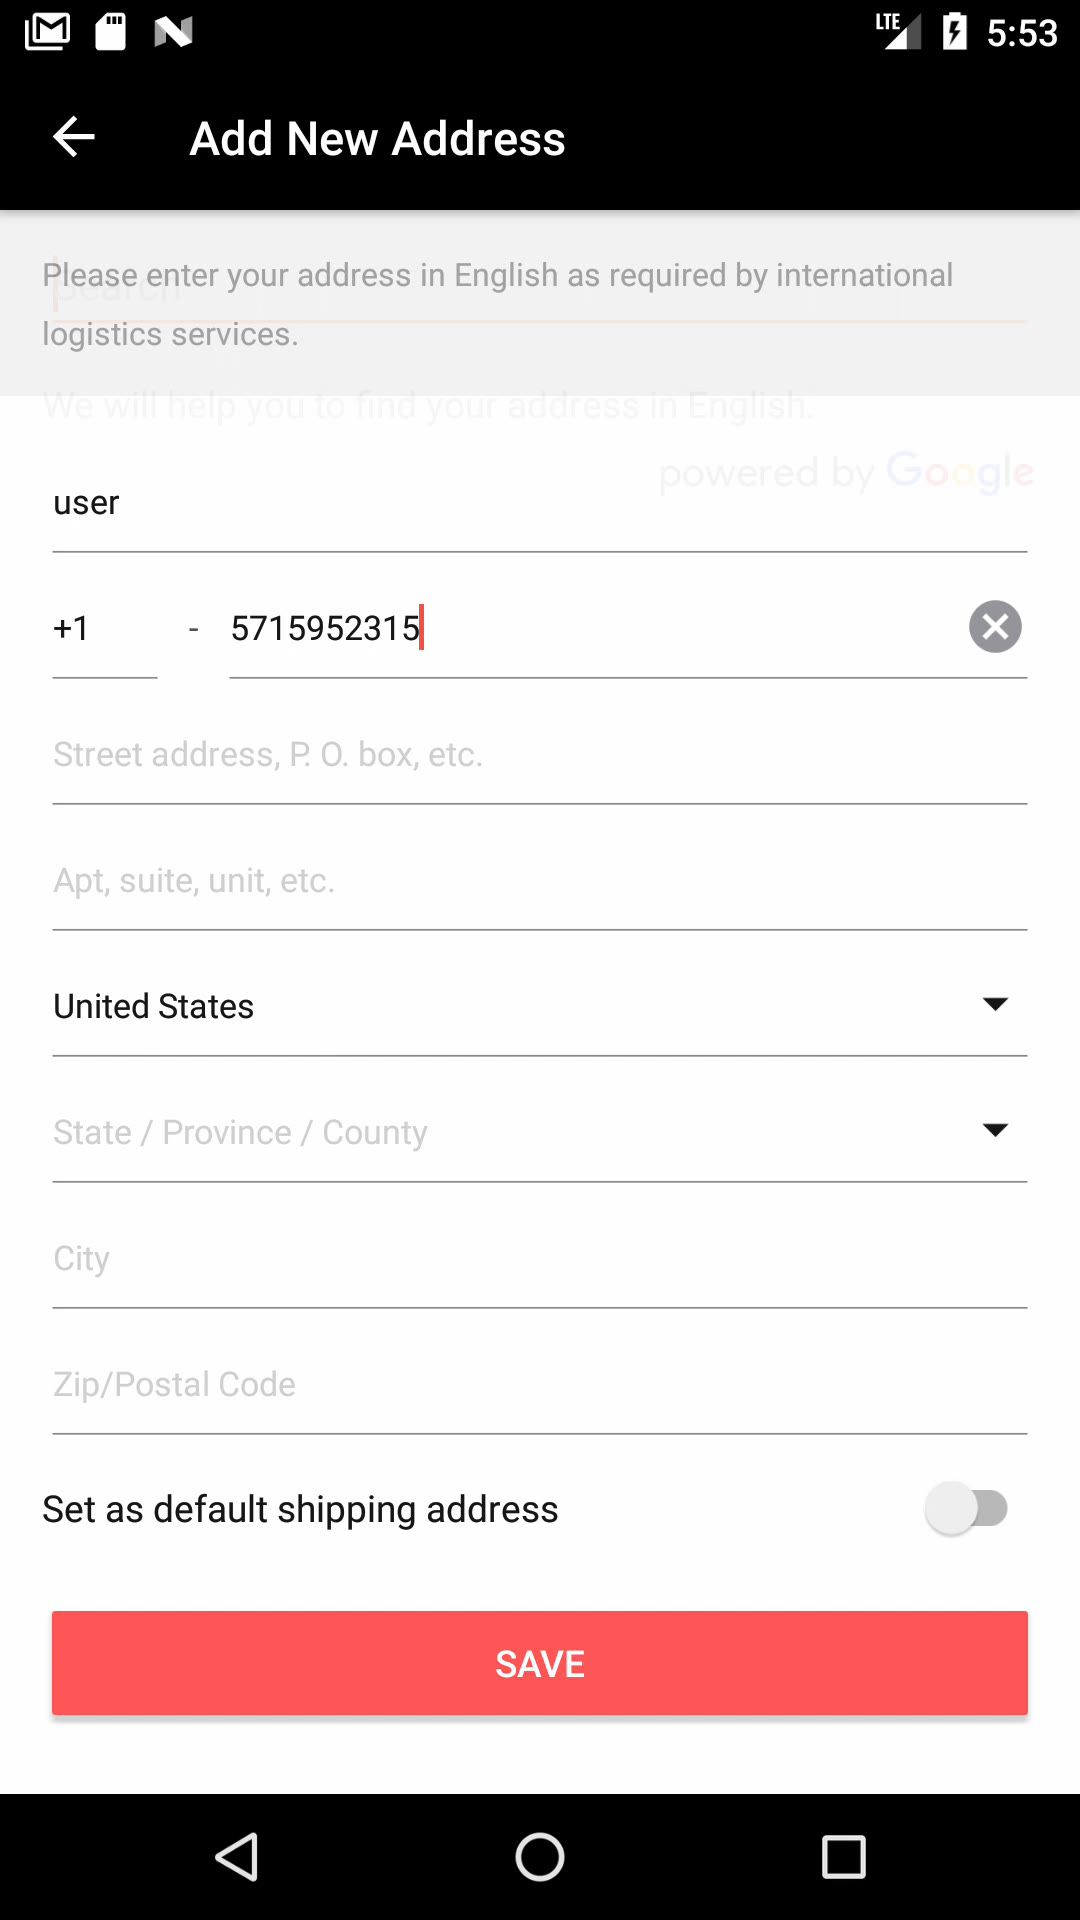 LTE 5:53
Add New Address
Please enter your address in English as required by international
Search
logistics services.
We will help you to find your address in English.
powered by Google
user
+1 - 5715952315
Street address, P. O. box, etc.
Apt, suite, unit, etc.
United States
State / Province / County
City
Zip/Postal Code
Set as default shipping address
SAVE